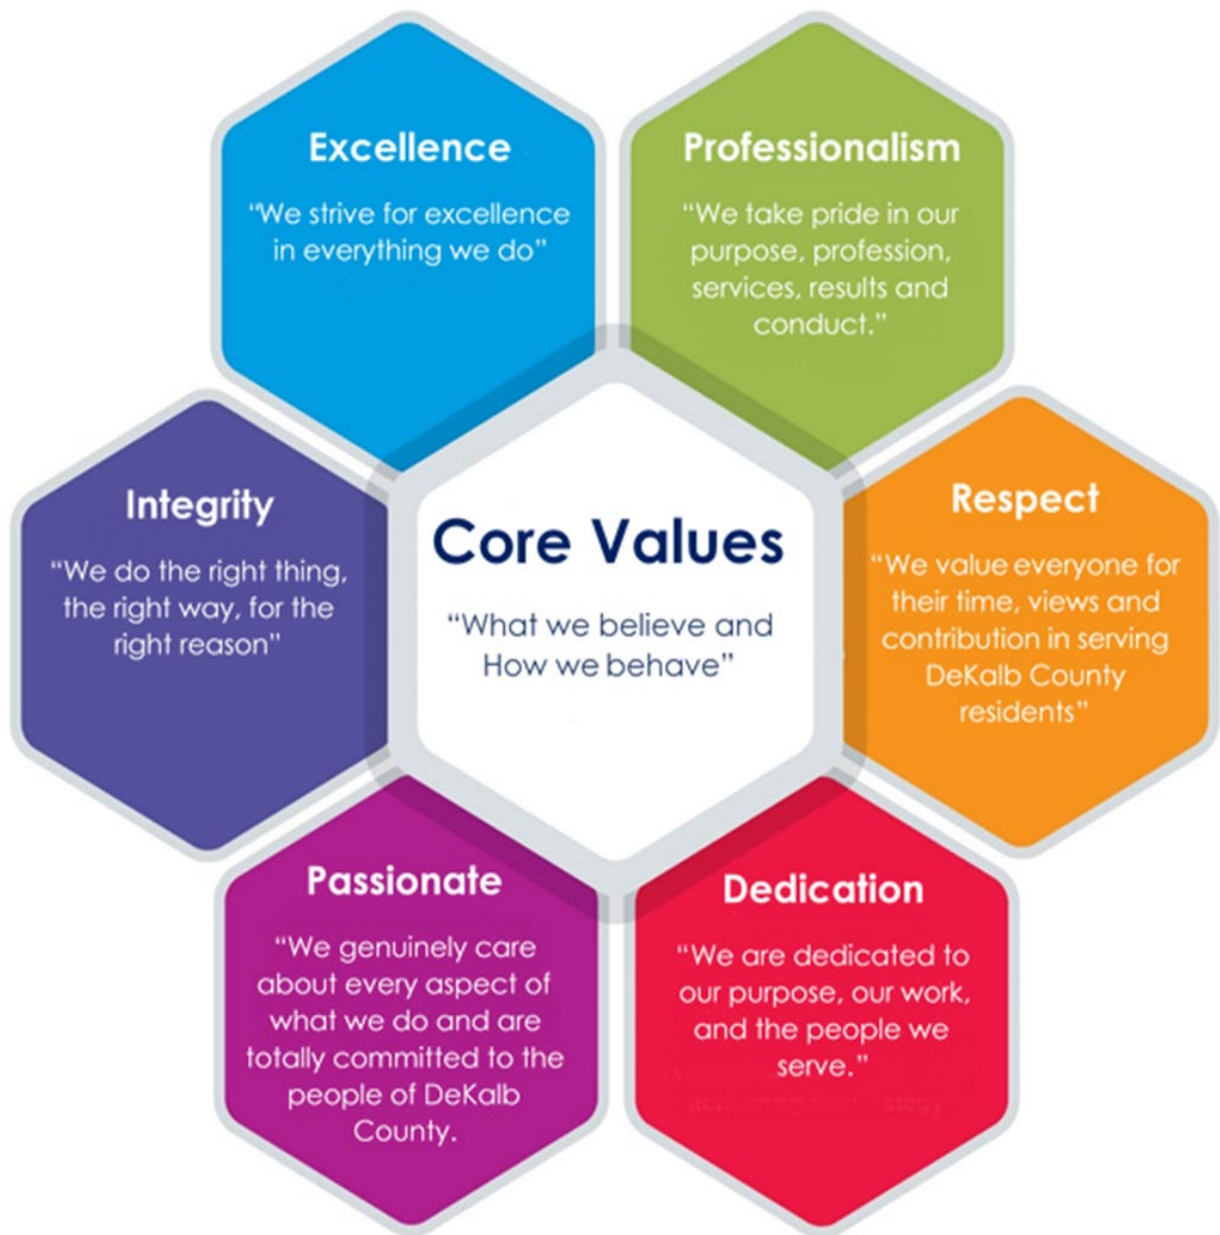 Excellence
“We strive for excellence
in everything we do”
Professionalism
“We take pride in our
purpose, profession,
services, results and
conduct.”
Integrity
“We do the right thing,
the right way, for the
right reason”
Core Values
“What we believe and
How we behave”
Respect
“We value everyone for
their time, views and
contribution in serving
DeKalb County
residents”
Passionate
“We genuinely care
about every aspect of
what we do and are
totally committed to the
people of DeKalb
County.
Dedication
“We are dedicated to
our purpose, our work,
and the people we
serve.”